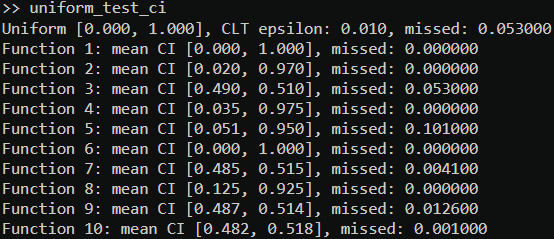 >> uniform_test_ci
Uniform [0.000, 1.000], CLT epsilon: 0.010, missed: 0.053000
Function 1: mean CI [0.000, 1.000], missed: 0.000000
Function 2: mean CI [0.020, 0.970], missed: 0.000000
Function 3: mean CI [0.490, 0.510], missed: 0.053000
Function 4: mean CI [0.035, 0.975], missed: 0.000000
Function 5: mean CI [0.051, 0.950], missed: 0.101000
Function 6: mean CI [0.000, 1.000], missed: 0.000000
Function 7: mean CI [0.485, 0.515], missed: 0.004100
Function 8: mean CI [0.125, 0.925], missed: 0.000000
Function 9: mean CI [0.487, 0.514], missed: 0.012600
Function 10: mean CI [0.482, 0.518], missed: 0.001000